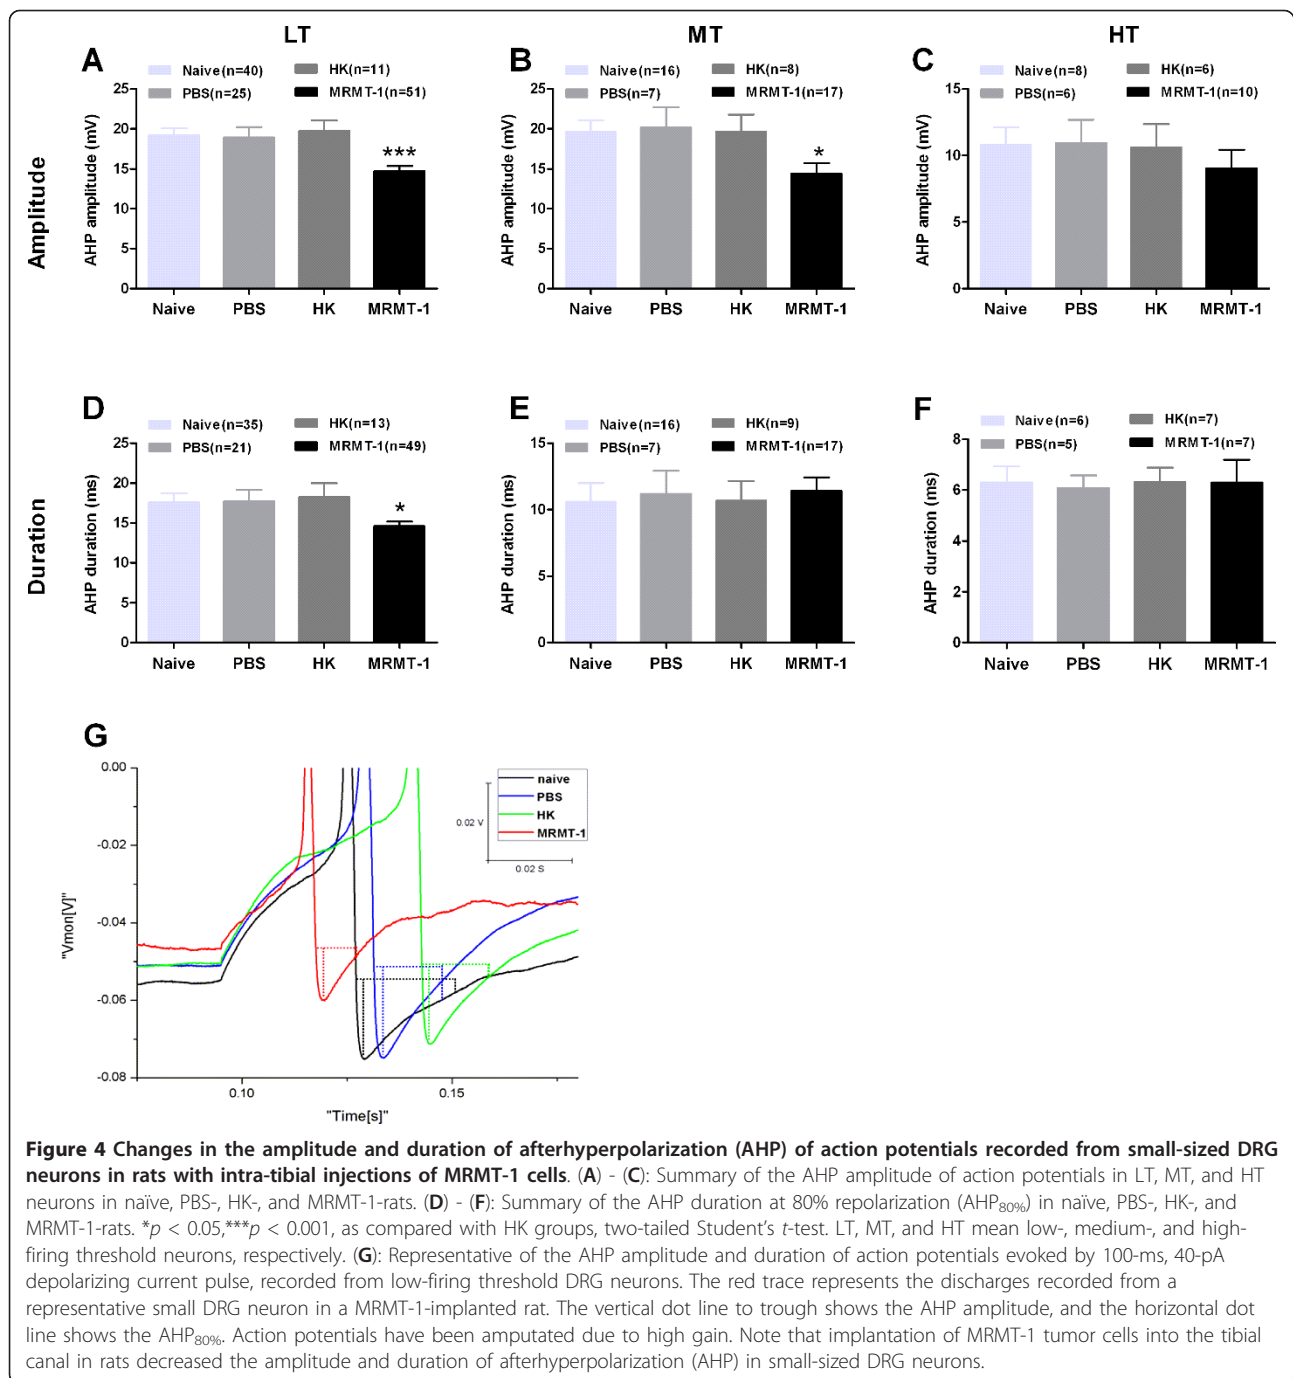 LT MT HT
A
Naive(n=40) HK(n=11)
PBS(n=25) MRMT-1(n=51)
Amplitude
AHP amplitude (mV)
25
20
15
10
5
0
***
Naive PBS HK MRMT-1
B
Naive(n=16) HK(n=8)
PBS(n=7) MRMT-1(n=17)
AHP amplitude (mV)
25
20
15
10
5
0
*
Naive PBS HK MRMT-1
C
Naive(n=8) HK(n=6)
PBS(n=6) MRMT-1(n=10)
AHP amplitude (mV)
15
10
5
0
Naive PBS HK MRMT-1
D
Naive(n=35) HK(n=13)
PBS(n=21) MRMT-1(n=49)
Duration
AHP duration (ms)
25
20
15
10
5
0
*
Naive PBS HK MRMT-1
E
Naive(n=16) HK(n=9)
PBS(n=7) MRMT-1(n=17)
AHP duration (ms)
15
10
5
0
Naive PBS HK MRMT-1
F
Naive(n=6) HK(n=7)
PBS(n=5) MRMT-1(n=7)
AHP duration (ms)
8
6
4
2
0
Naive PBS HK MRMT-1
G
"Vmon[V]"
0.00
-0.02
-0.04
-0.06
-0.08
0.02 V
0.02 S
naive
PBS
HK
MRMT-1
0.10 0.15
"Time[s]"
Figure 4 Changes in the amplitude and duration of afterhyperpolarization (AHP) of action potentials recorded from small-sized DRG
neurons in rats with intra-tibial injections of MRMT-1 cells. (A) - (C): Summary of the AHP amplitude of action potentials in LT, MT, and HT
neurons in naïve, PBS-, HK-, and MRMT-1-rats. (D) - (F): Summary of the AHP duration at 80% repolarization (AHP80%) in naïve, PBS-, HK-, and
MRMT-1-rats. *p < 0.05,***p < 0.001, as compared with HK groups, two-tailed Student's t-test. LT, MT, and HT mean low-, medium-, and high-
firing threshold neurons, respectively. (G): Representative of the AHP amplitude and duration of action potentials evoked by 100-ms, 40-pA
depolarizing current pulse, recorded from low-firing threshold DRG neurons. The red trace represents the discharges recorded from a
representative small DRG neuron in a MRMT-1-implanted rat. The vertical dot line to trough shows the AHP amplitude, and the horizontal dot
line shows the AHP80%. Action potentials have been amputated due to high gain. Note that implantation of MRMT-1 tumor cells into the tibial
canal in rats decreased the amplitude and duration of afterhyperpolarization (AHP) in small-sized DRG neurons.